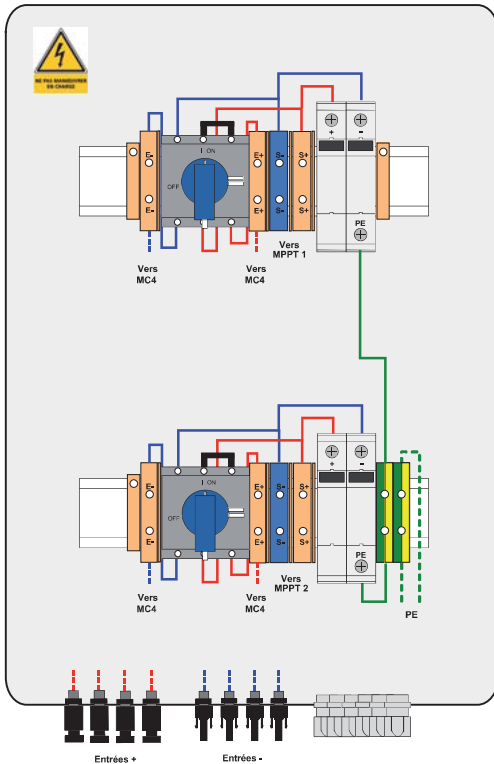 NE PAS MANŒUVRER
EN CHARGE
+ -
E- I ON E+ S- S+
OFF
E- E+ S- S+ PE
Vers
MC4
Vers
MC4
Vers
MPPT 1
+ -
E- I ON E+ S- S+
OFF
E- E+ S- S+ PE
Vers
MC4
Vers
MC4
Vers
MPPT 2
PE
Entrées +
Entrées -